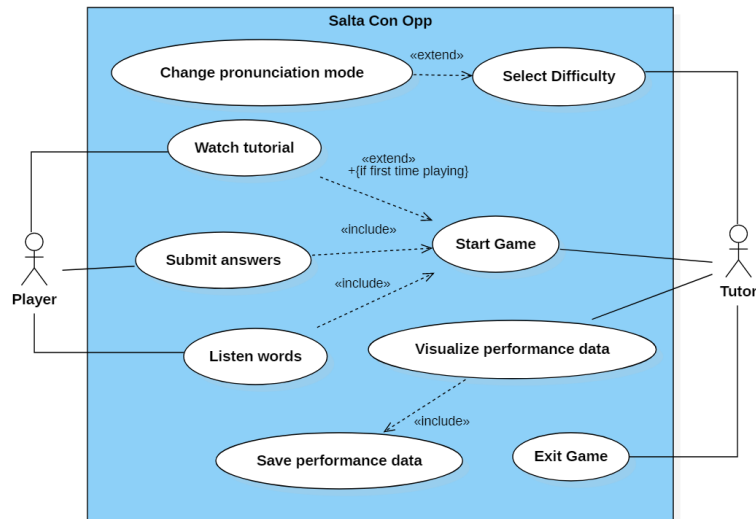 Salta Con Opp
«extend»
Change pronunciation mode
Select Difficulty
Watch tutorial
«extend»
+{if first time playing}
«include»
Submit answers
Start Game
Player
Tutor
«include»
Listen words
Visualize performance data
«include»
Save performance data
Exit Game